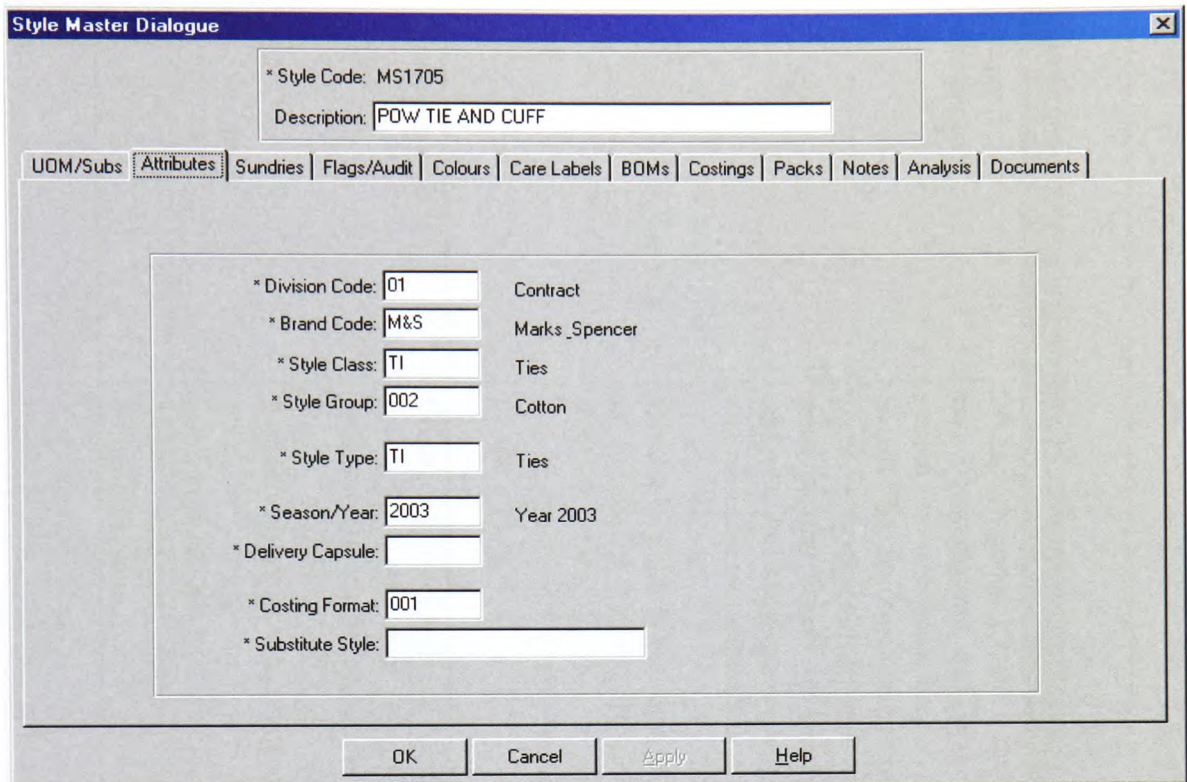 Style Master Dialogue
* Style Code: MS1705
Description: POW TIE AND CUFF
UOM/Subs Attributes Sundries Flags/Audit Colours Care Labels BOMs Costings Packs Notes Analysis Documents
* Division Code: 01 Contract
* Brand Code: M&S Marks_Spencer
* Style Class: TI Ties
* Style Group: 002 Cotton
* Style Type: TI Ties
* Season/Year: 2003 Year 2003
* Delivery Capsule:
* Costing Format: 001
* Substitute Style:
OK Cancel Apply Help